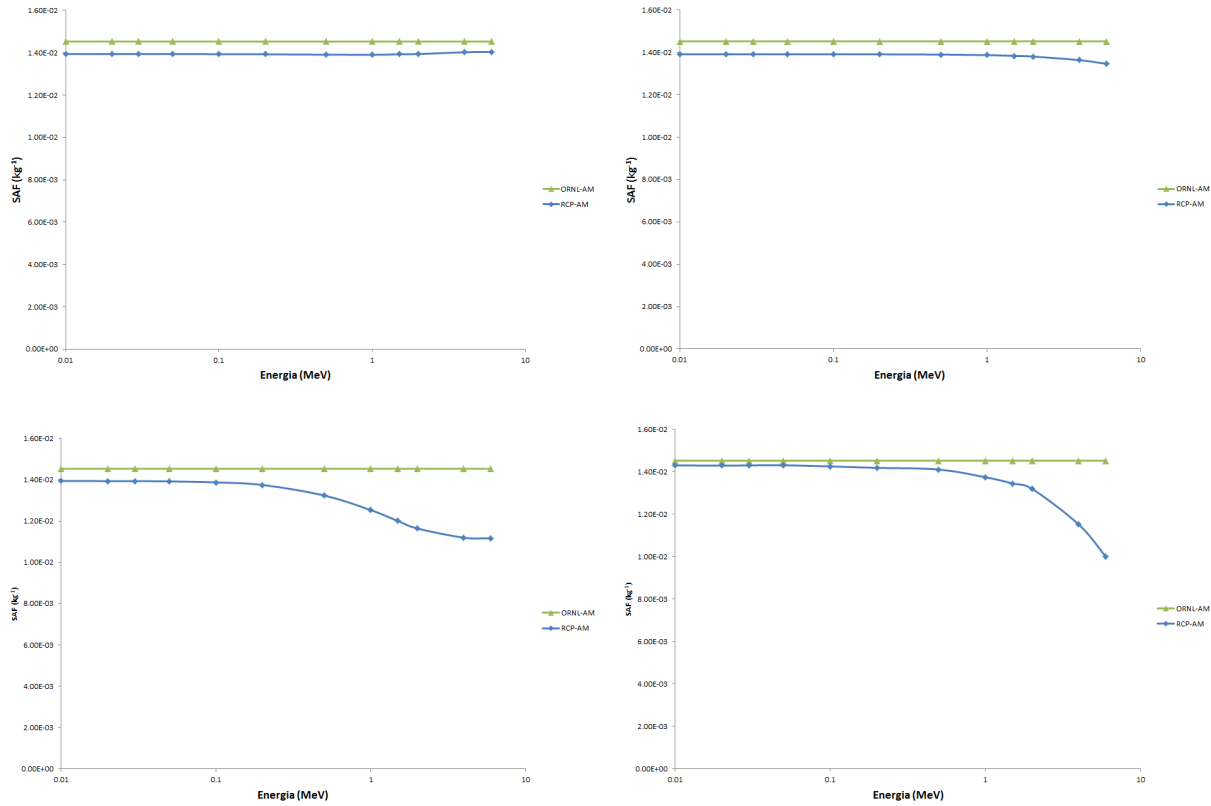 1.60E-02
1.40E-02
1.20E-02
1.00E-02
8.00E-03
6.00E-03
4.00E-03
2.00E-03
0.00E+00
SAF (kg-1)
0.01
0.1
1
10
Energia (MeV)
ORNL-AM
RCP-AM
1.60E-02
1.40E-02
1.20E-02
1.00E-02
8.00E-03
6.00E-03
4.00E-03
2.00E-03
0.00E+00
SAF (kg-1)
0.01
0.1
1
10
Energia (MeV)
ORNL-AM
RCP-AM
1.60E-02
1.40E-02
1.20E-02
1.00E-02
8.00E-03
6.00E-03
4.00E-03
2.00E-03
0.00E+00
SAF (kg-1)
0.01
0.1
1
10
Energia (MeV)
ORNL-AM
RCP-AM
1.60E-02
1.40E-02
1.20E-02
1.00E-02
8.00E-03
6.00E-03
4.00E-03
2.00E-03
0.00E+00
SAF (kg-1)
0.01
0.1
1
10
Energia (MeV)
ORNL-AM
RCP-AM